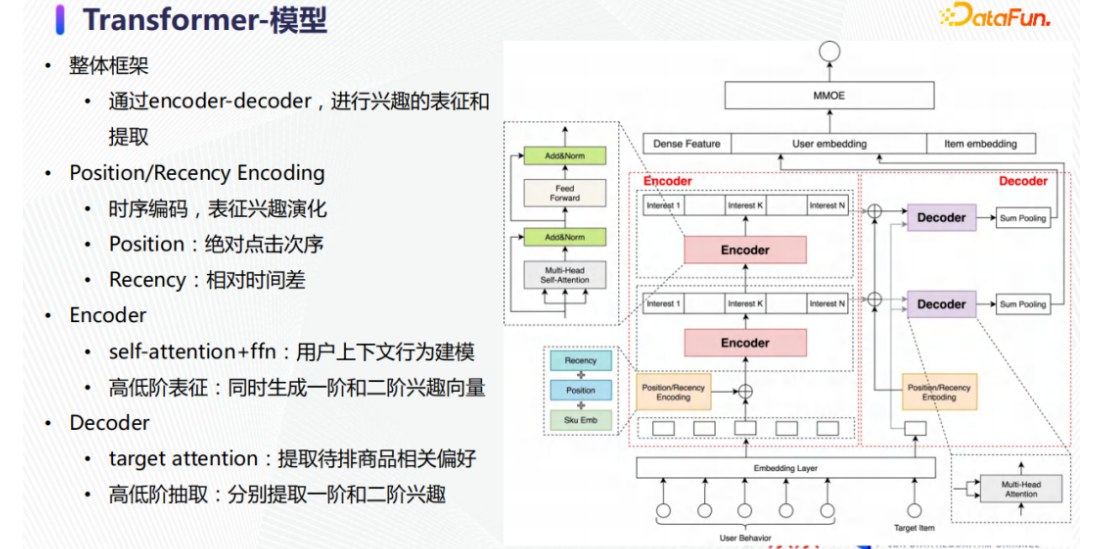 Transformer-模型
DataFun.
• 整体框架
• 通过encoder-decoder，进行兴趣的表征和
提取
• Position/Recency Encoding
• 时序编码，表征兴趣演化
• Position：绝对点击次序
• Recency：相对时间差
• Encoder
• self-attention+ffn：用户上下文行为建模
• 高低阶表征：同时生成一阶和二阶兴趣向量
• Decoder
• target attention：提取待排商品相关偏好
• 高低阶抽取：分别提取一阶和二阶兴趣
MMOE
Dense Feature
User embedding
Item embedding
Add&Norm
Feed
Forward
Add&Norm
Multi-Head
Self-Attention
Encoder
Decoder
Interest 1
Interest K
Interest N
Encoder
Decoder
Sum Pooling
Interest 1
Interest K
Interest N
Encoder
Decoder
Sum Pooling
Recency
Position
Sku Emb
Position/Recency
Encoding
Position/Recency
Encoding
Embedding Layer
Multi-Head
Attention
User Behavior
Target Item